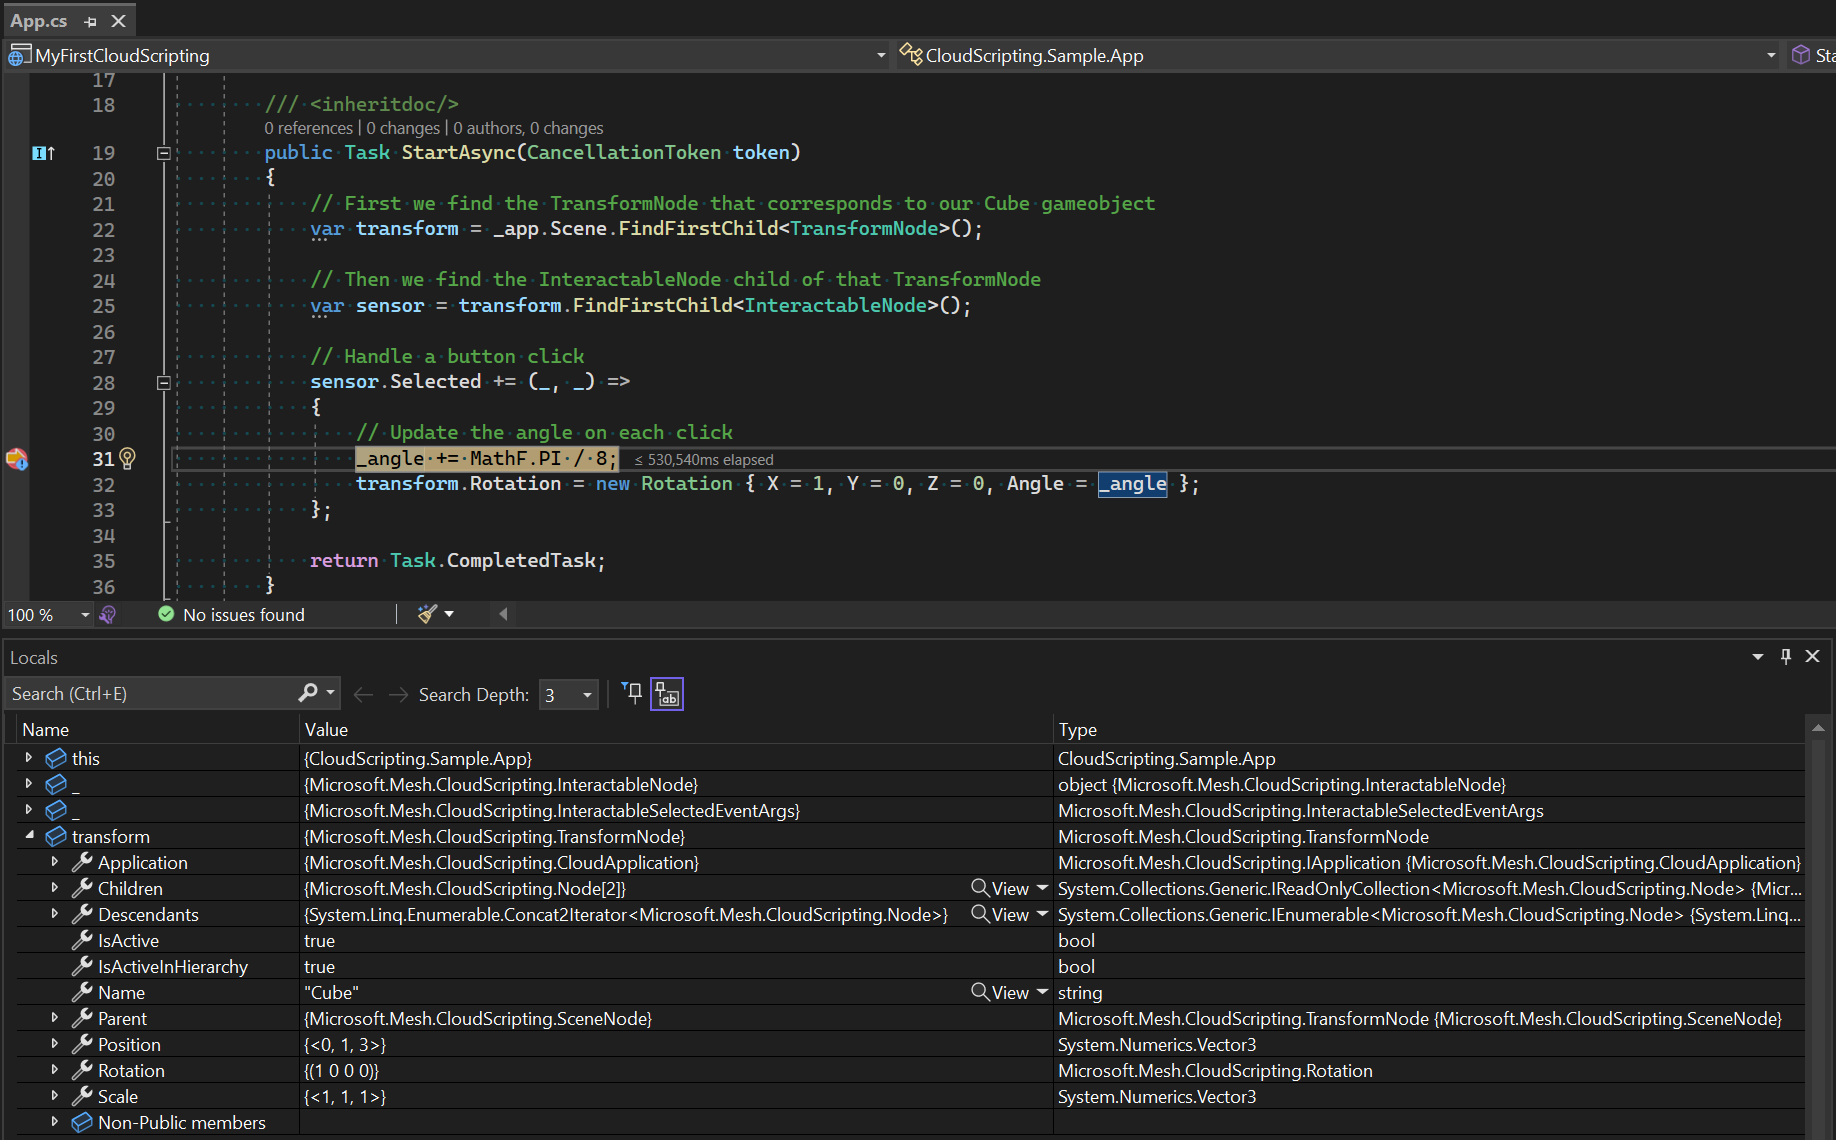 App.cs
MyFirstCloudScripting CloudScripting.Sample.App Sta
17
18 /// <inheritdoc/>
0 references | 0 changes | 0 authors, 0 changes
19 public Task StartAsync(CancellationToken token)
20 {
21 // First we find the TransformNode that corresponds to our Cube gameobject
22 var transform = _app.Scene.FindFirstChild<TransformNode>();
23
24 // Then we find the InteractableNode child of that TransformNode
25 var sensor = transform.FindFirstChild<InteractableNode>();
26
27 // Handle a button click
28 sensor.Selected += (_, _) =>
29 {
30 // Update the angle on each click
31 _angle += MathF.PI / 8; ≤ 530,540ms elapsed
32 transform.Rotation = new Rotation { X = 1, Y = 0, Z = 0, Angle = _angle };
33 };
34
35 return Task.CompletedTask;
36 }
100 % No issues found
Locals
Search (Ctrl+E) Search Depth: 3
Name Value Type
this {CloudScripting.Sample.App} CloudScripting.Sample.App
_ {Microsoft.Mesh.CloudScripting.InteractableNode} object {Microsoft.Mesh.CloudScripting.InteractableNode}
_ {Microsoft.Mesh.CloudScripting.InteractableSelectedEventArgs} Microsoft.Mesh.CloudScripting.InteractableSelectedEventArgs
transform {Microsoft.Mesh.CloudScripting.TransformNode} Microsoft.Mesh.CloudScripting.TransformNode
Application {Microsoft.Mesh.CloudScripting.CloudApplication} Microsoft.Mesh.CloudScripting.IApplication {Microsoft.Mesh.CloudScripting.CloudApplication}
Children {Microsoft.Mesh.CloudScripting.Node[2]} View System.Collections.Generic.IReadOnlyCollection<Microsoft.Mesh.CloudScripting.Node> {Micr...
Descendants {System.Linq.Enumerable.Concat2Iterator<Microsoft.Mesh.CloudScripting.Node>} View System.Collections.Generic.IEnumerable<Microsoft.Mesh.CloudScripting.Node> {System.Linq...
IsActive true bool
IsActiveInHierarchy true bool
Name "Cube" View string
Parent {Microsoft.Mesh.CloudScripting.SceneNode} Microsoft.Mesh.CloudScripting.TransformNode {Microsoft.Mesh.CloudScripting.SceneNode}
Position {<0, 1, 3>} System.Numerics.Vector3
Rotation {(1 0 0 0)} Microsoft.Mesh.CloudScripting.Rotation
Scale {<1, 1, 1>} System.Numerics.Vector3
Non-Public members